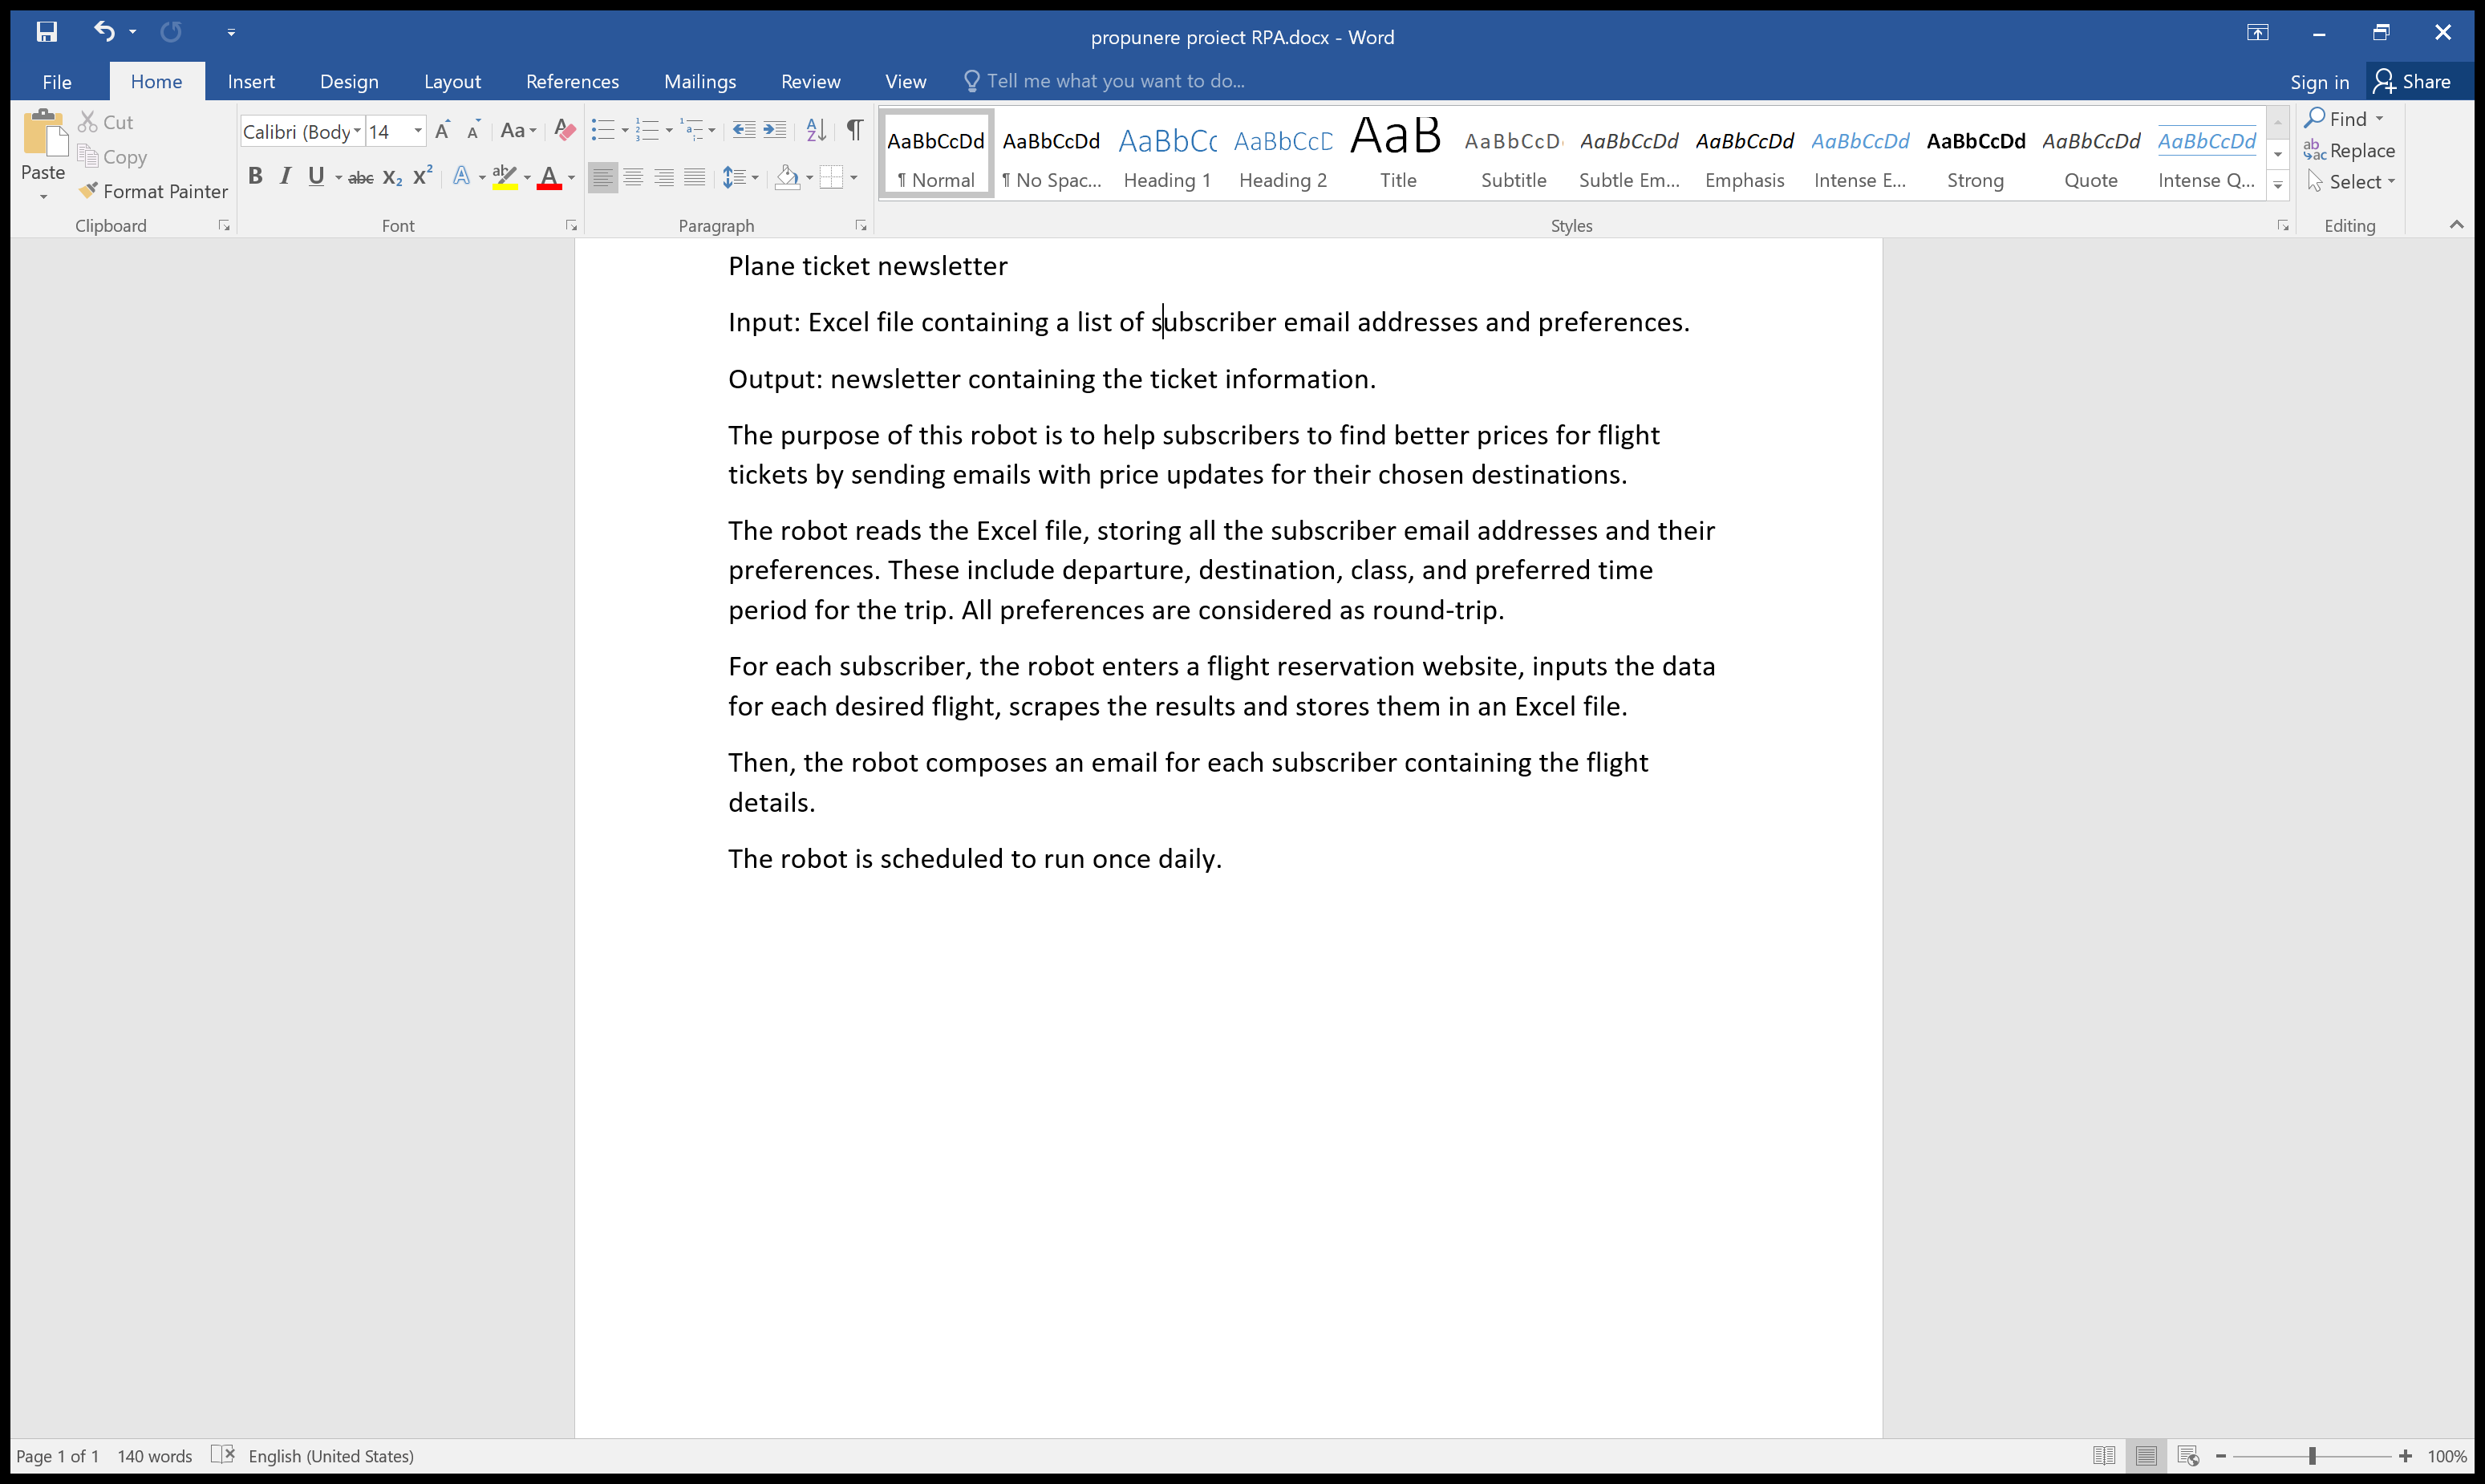 propunere proiect RPA.docx - Word
File Home Insert Design Layout References Mailings Review View Tell me what you want to do... Sign in Share
Paste Cut Copy Format Painter
Clipboard
Calibri (Body 14
Font
Paragraph
AaBbCcDd AaBbCcDd AaBbCc AaBbCcD AaB AaBbCcD AaBbCcDd AaBbCcDd AaBbCcDd AaBbCcDd AaBbCcDd AaBbCcDd
¶ Normal ¶ No Spac... Heading 1 Heading 2 Title Subtitle Subtle Em... Emphasis Intense E... Strong Quote Intense Q...
Styles
Find
Replace
Select
Editing
Plane ticket newsletter
Input: Excel file containing a list of subscriber email addresses and preferences.
Output: newsletter containing the ticket information.
The purpose of this robot is to help subscribers to find better prices for flight
tickets by sending emails with price updates for their chosen destinations.
The robot reads the Excel file, storing all the subscriber email addresses and their
preferences. These include departure, destination, class, and preferred time
period for the trip. All preferences are considered as round-trip.
For each subscriber, the robot enters a flight reservation website, inputs the data
for each desired flight, scrapes the results and stores them in an Excel file.
Then, the robot composes an email for each subscriber containing the flight
details.
The robot is scheduled to run once daily.
Page 1 of 1 140 words English (United States) 100%